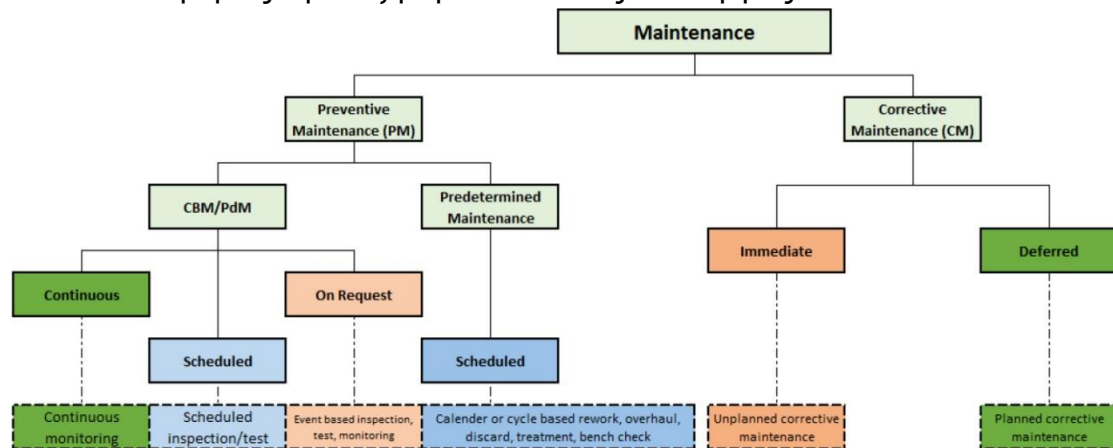 Maintenance
Preventive
Maintenance (PM)
Corrective
Maintenance (CM)
CBM/PdM
Predetermined
Maintenance
Immediate
Deferred
Continuous
On Request
Scheduled
Scheduled
Continuous
monitoring
Scheduled
inspection/test
Event based inspection,
test, monitoring
Calender or cycle based rework, overhaul,
discard, treatment, bench check
Unplanned corrective
maintenance
Planned corrective
maintenance